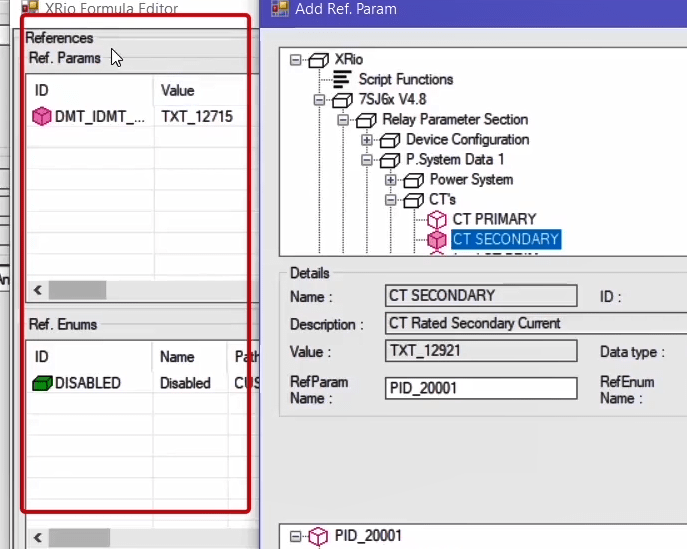 XRio Formula Editor
References
Ref. Params
ID Value
DMT_IDMT_... TXT_12715
Ref. Enums
ID Name Path
DISABLED Disabled CUS
Add Ref. Param
XRio
Script Functions
7SJ6x V4.8
Relay Parameter Section
Device Configuration
P.System Data 1
Power System
CT's
CT PRIMARY
CT SECONDARY
Details
Name : CT SECONDARY ID :
Description : CT Rated Secondary Current
Value : TXT_12921 Data type :
RefParam Name : PID_20001 RefEnum Name :
PID_20001